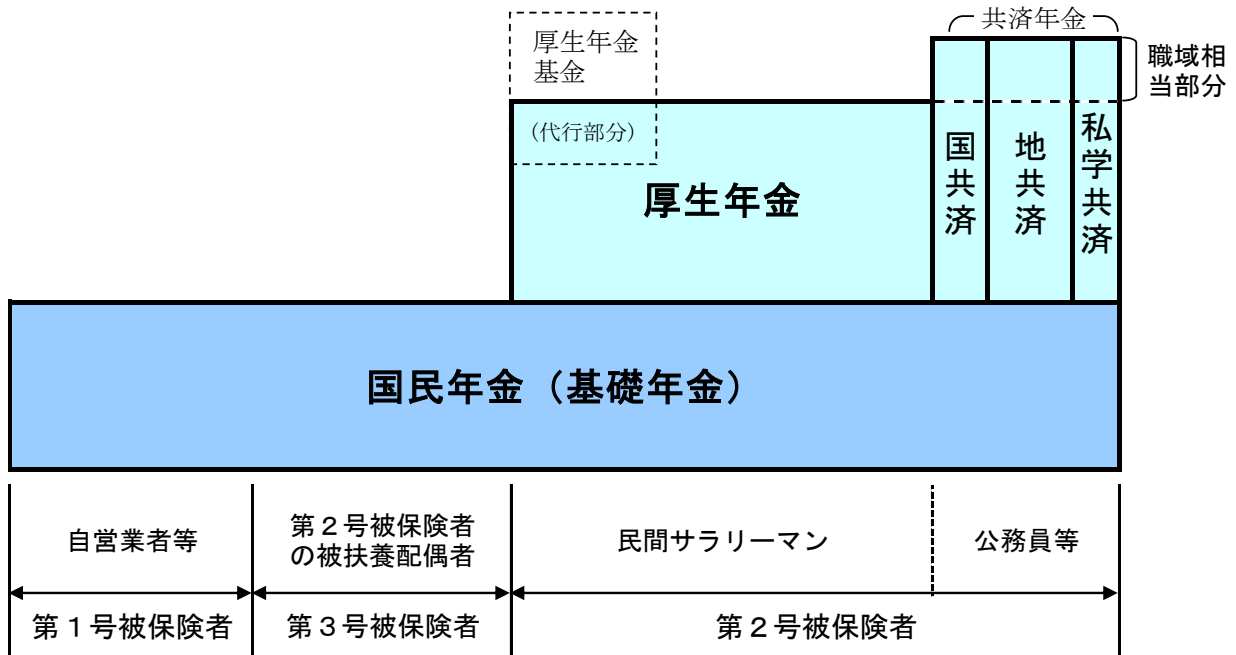 共済年金
厚生年金
基金
職域相
当部分
(代行部分)
厚生年金
国共済
地共済
私学共済
国民年金（基礎年金）
自営業者等
第２号被保険者
の被扶養配偶者
民間サラリーマン
公務員等
第１号被保険者
第３号被保険者
第２号被保険者